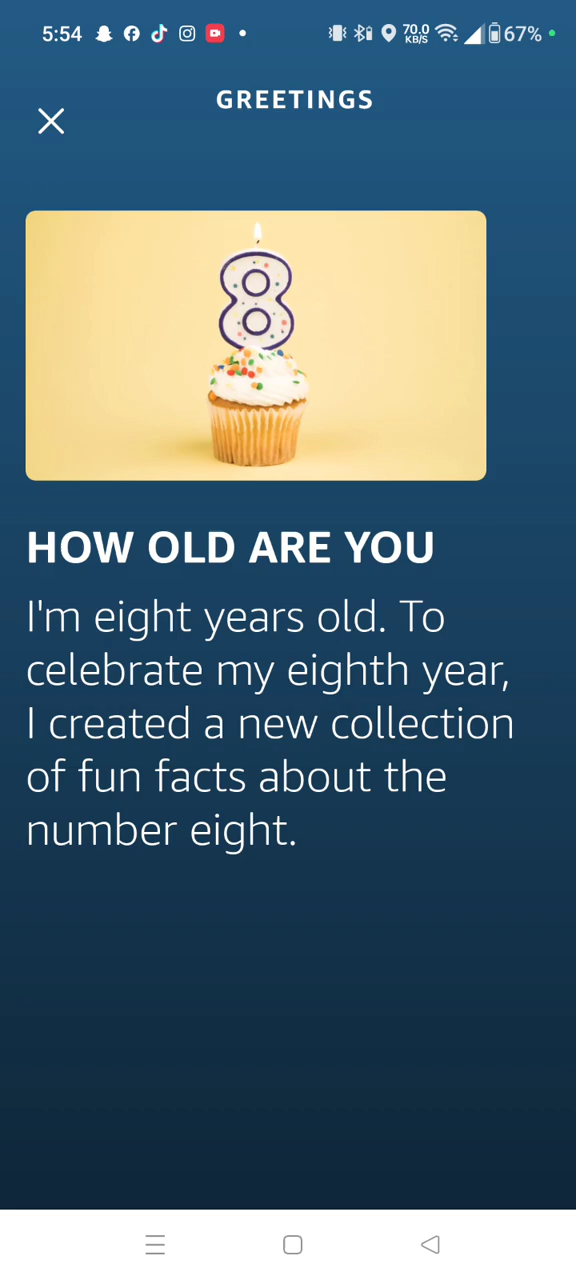 5:54 70.0 KB/S 67%
GREETINGS
8
HOW OLD ARE YOU
I'm eight years old. To
celebrate my eighth year,
I created a new collection
of fun facts about the
number eight.